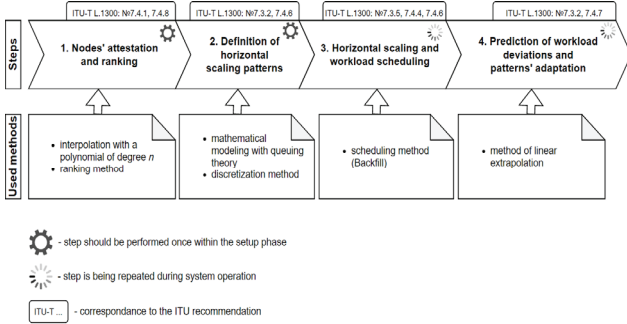 ITU-T L.1300: №7.4.1, 7.4.8
ITU-T L.1300: №7.3.2, 7.4.6
ITU-T L.1300: №7.3.5, 7.4.4, 7.4.6
ITU-T L.1300: №7.3.2, 7.4.7
Steps
1. Nodes' attestation
and ranking
2. Definition of
horizontal
scaling patterns
3. Horizontal scaling and
workload scheduling
4. Prediction of workload
deviations and
patterns' adaptation
Used methods
• interpolation with a
polynomial of degree n
• ranking method
• mathematical
modeling with queuing
theory
• discretization method
• scheduling method
(Backfill)
• method of linear
extrapolation
- step should be performed once within the setup phase
- step is being repeated during system operation
ITU-T ... - correspondance to the ITU recommendation